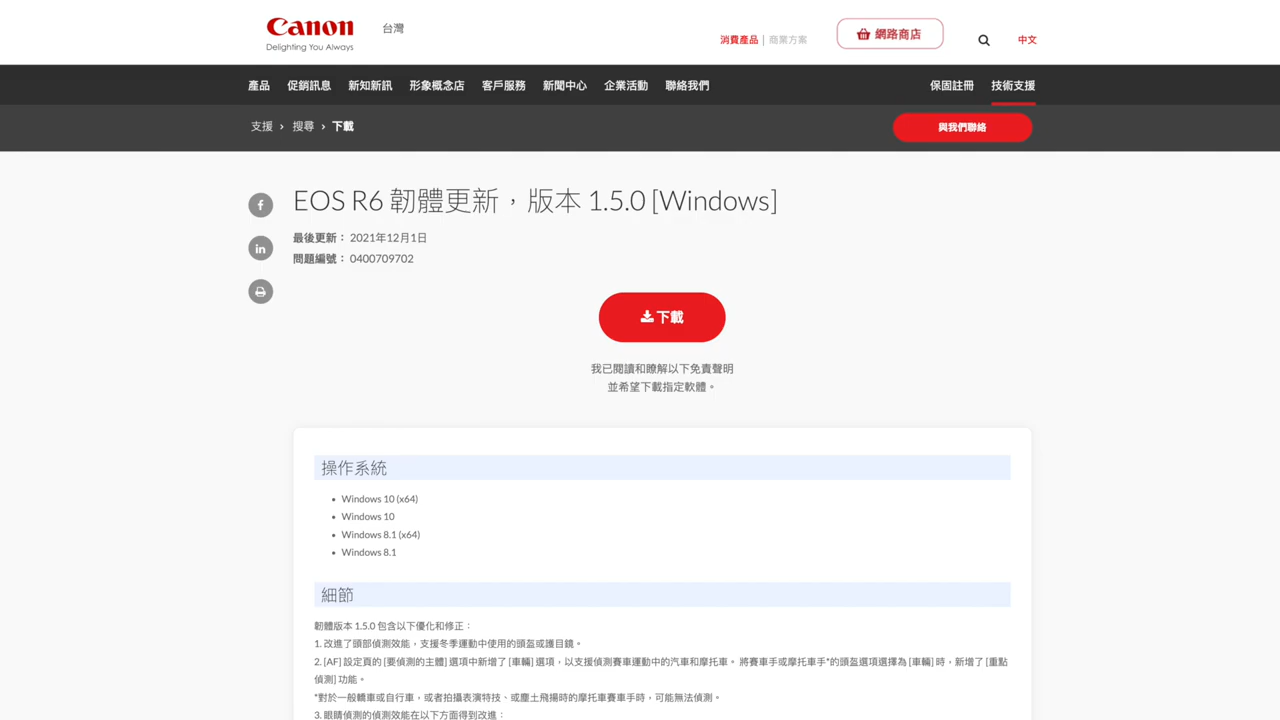 Canon
Delighting You Always
台灣
消費產品 | 商業方案
網路商店
中文
產品 促銷訊息 新知新訊 形象概念店 客戶服務 新聞中心 企業活動 聯絡我們 保固註冊 技術支援
支援 › 搜尋 › 下載
與我們聯絡
EOS R6 韌體更新，版本 1.5.0 [Windows]
最後更新： 2021年12月1日
問題編號： 0400709702
下載
我已閱讀和瞭解以下免責聲明
並希望下載指定軟體。
操作系統
• Windows 10 (x64)
• Windows 10
• Windows 8.1 (x64)
• Windows 8.1
細節
韌體版本 1.5.0 包含以下優化和修正：
1. 改進了頭部偵測效能，支援冬季運動中使用的頭盔或護目鏡。
2. [AF] 設定頁的 [要偵測的主體] 選項中新增了 [車輛] 選項，以支援偵測賽車運動中的汽車和摩托車。 將賽車手或摩托車手*的頭盔選項選擇為 [車輛] 時，新增了 [重點
偵測] 功能。
*對於一般轎車或自行車，或者拍攝表演特技、或塵土飛揚時的摩托車賽車手時，可能無法偵測。
3. 眼睛偵測的偵測效能在以下方面得到改進：